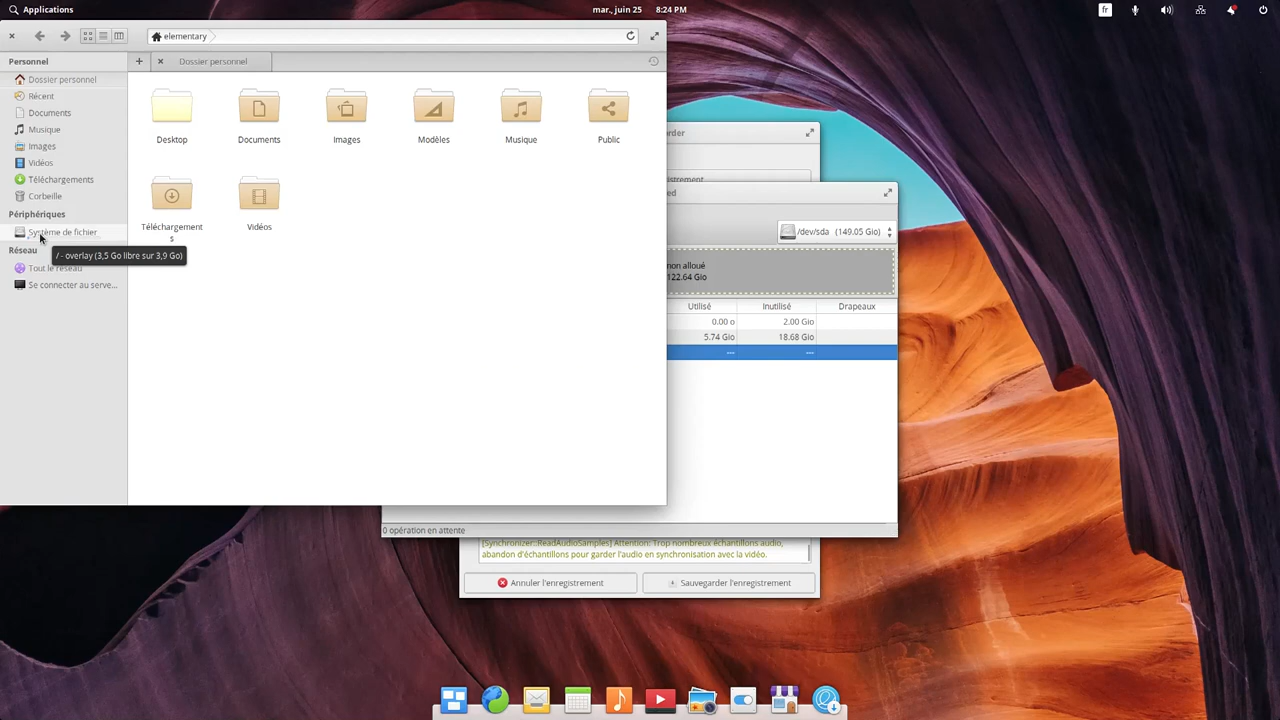 Applications
mar., juin 25 8:24 PM
fr
elementary
Personnel
Dossier personnel
Dossier personnel
Récent
Documents
Musique
Images
Vidéos
Téléchargements
Corbeille
Périphériques
Système de fichier
/ - overlay (3,5 Go libre sur 3,9 Go)
Réseau
Tout le réseau
Se connecter au serve...
Desktop
Documents
Images
Modèles
Musique
Public
Téléchargement
s
Vidéos
order
registrement
ed
/dev/sda (149.05 Gio)
non alloué
122.64 Gio
Utilisé Inutilisé Drapeaux
0.00 o 2.00 Gio
5.74 Gio 18.68 Gio
--- ---
0 opération en attente
[Synchronizer::ReadAudioSamples] Attention: Trop nombreux échantillons audio,
abandon d'échantillons pour garder l'audio en synchronisation avec la vidéo.
Annuler l'enregistrement
Sauvegarder l'enregistrement